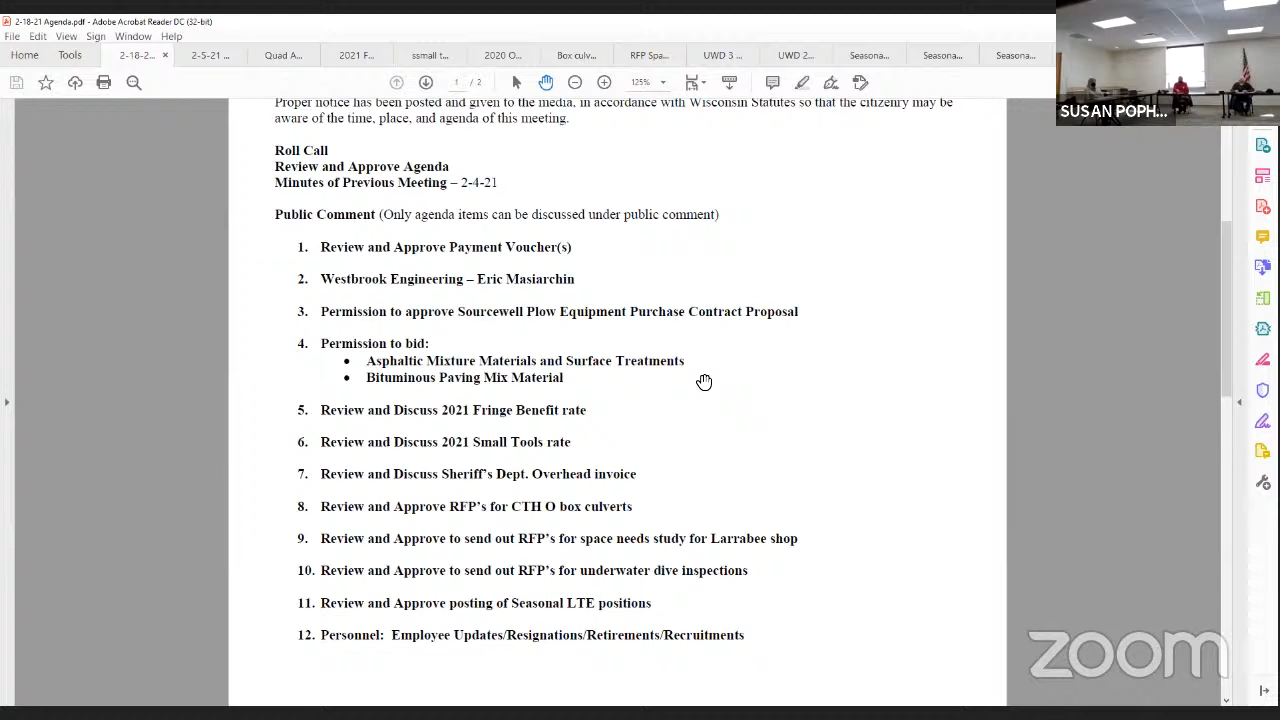 2-18-21 Agenda.pdf - Adobe Acrobat Reader DC (32-bit)
File Edit View Sign Window Help
Home Tools 2-18-2... × 2-5-21 ... Quad A... 2021 F... ssmall t... 2020 O... Box culv... RFP Spa... UWD 3 ... UWD 2... Seasona... Seasona... Seasona...
1 / 2 125%
SUSAN POPH...
Proper notice has been posted and given to the media, in accordance with Wisconsin Statutes so that the citizenry may be
aware of the time, place, and agenda of this meeting.
Roll Call
Review and Approve Agenda
Minutes of Previous Meeting – 2-4-21
Public Comment (Only agenda items can be discussed under public comment)
1. Review and Approve Payment Voucher(s)
2. Westbrook Engineering – Eric Masiarchin
3. Permission to approve Sourcewell Plow Equipment Purchase Contract Proposal
4. Permission to bid:
• Asphaltic Mixture Materials and Surface Treatments
• Bituminous Paving Mix Material
5. Review and Discuss 2021 Fringe Benefit rate
6. Review and Discuss 2021 Small Tools rate
7. Review and Discuss Sheriff's Dept. Overhead invoice
8. Review and Approve RFP's for CTH O box culverts
9. Review and Approve to send out RFP's for space needs study for Larrabee shop
10. Review and Approve to send out RFP's for underwater dive inspections
11. Review and Approve posting of Seasonal LTE positions
12. Personnel: Employee Updates/Resignations/Retirements/Recruitments
zoom